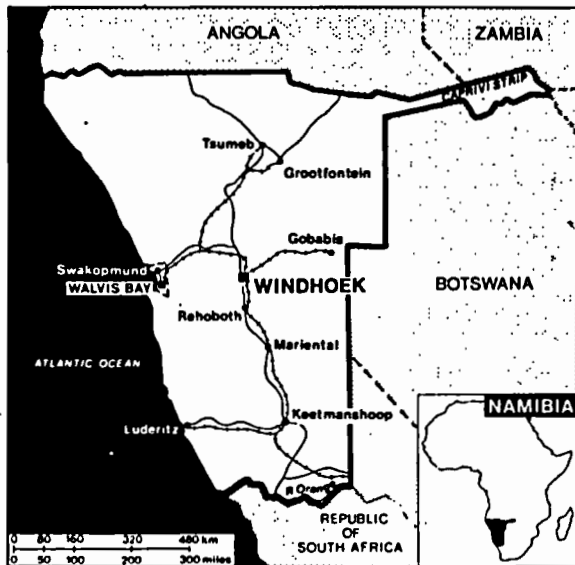 ANGOLA
ZAMBIA
CAPRIVI STRIP
Tsumeb
Grootfontein
Gobabis
Swakopmund
WALVIS BAY
WINDHOEK
BOTSWANA
Rehoboth
Mariental
ATLANTIC OCEAN
Keetmanshoop
Luderitz
NAMIBIA
R Oran
REPUBLIC
OF
SOUTH AFRICA
0 80 160 320 480 km
0 50 100 200 300 miles